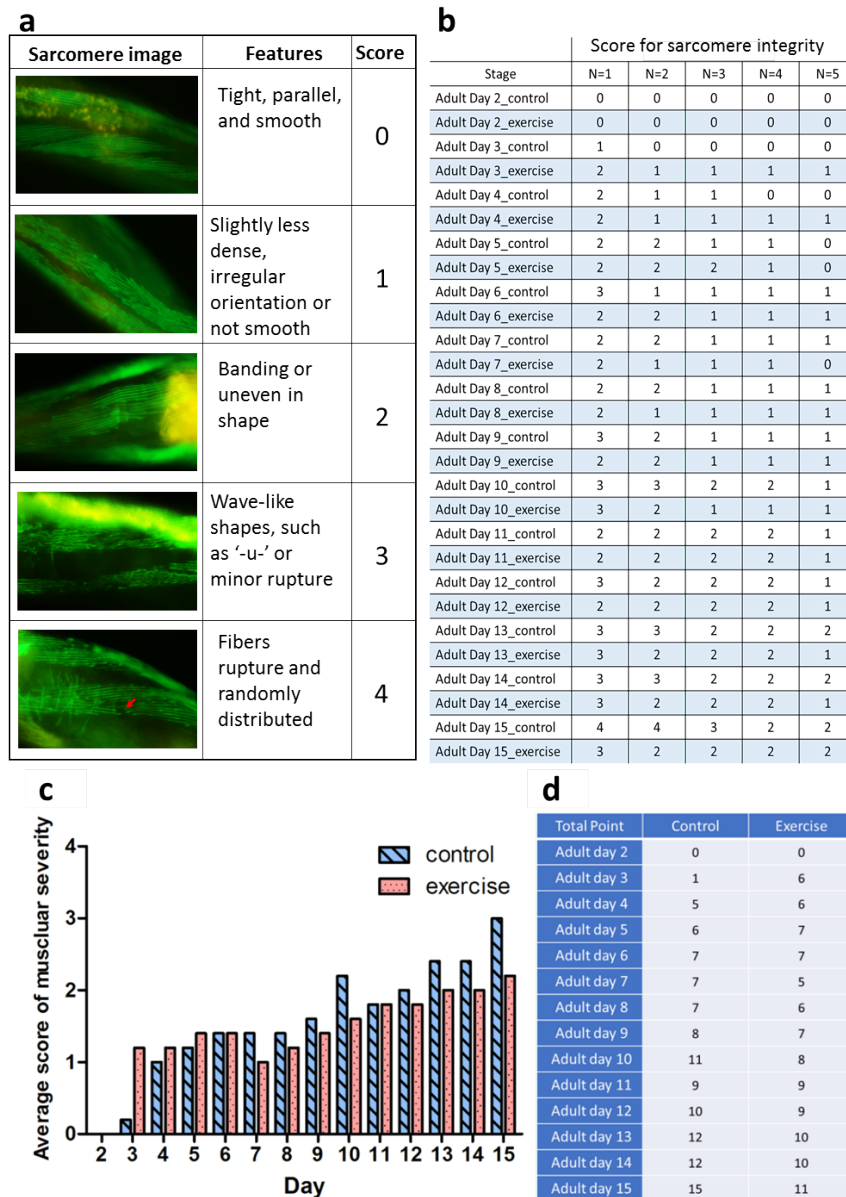 a
Sarcomere image Features Score
Tight, parallel,
and smooth
0
Slightly less
dense,
irregular
orientation or
not smooth
1
Banding or
uneven in
shape
2
Wave-like
shapes, such
as ‘-u-’ or
minor rupture
3
Fibers
rupture and
randomly
distributed
4
b
Score for sarcomere integrity
Stage N=1 N=2 N=3 N=4 N=5
Adult Day 2_control 0 0 0 0 0
Adult Day 2_exercise 0 0 0 0 0
Adult Day 3_control 1 0 0 0 0
Adult Day 3_exercise 2 1 1 1 1
Adult Day 4_control 2 1 1 0 0
Adult Day 4_exercise 2 1 1 1 1
Adult Day 5_control 2 2 1 1 0
Adult Day 5_exercise 2 2 2 1 0
Adult Day 6_control 3 1 1 1 1
Adult Day 6_exercise 2 2 1 1 1
Adult Day 7_control 2 2 1 1 1
Adult Day 7_exercise 2 1 1 1 0
Adult Day 8_control 2 2 1 1 1
Adult Day 8_exercise 2 1 1 1 1
Adult Day 9_control 3 2 1 1 1
Adult Day 9_exercise 2 2 1 1 1
Adult Day 10_control 3 3 2 2 1
Adult Day 10_exercise 3 2 1 1 1
Adult Day 11_control 2 2 2 2 1
Adult Day 11_exercise 2 2 2 2 1
Adult Day 12_control 3 2 2 2 1
Adult Day 12_exercise 2 2 2 2 1
Adult Day 13_control 3 3 2 2 2
Adult Day 13_exercise 3 2 2 2 1
Adult Day 14_control 3 3 2 2 2
Adult Day 14_exercise 3 2 2 2 1
Adult Day 15_control 4 4 3 2 2
Adult Day 15_exercise 3 2 2 2 2
c
Average score of muscluar severity
4
3
2
1
0
control
exercise
2 3 4 5 6 7 8 9 10 11 12 13 14 15
Day
d
Total Point Control Exercise
Adult day 2 0 0
Adult day 3 1 6
Adult day 4 5 6
Adult day 5 6 7
Adult day 6 7 7
Adult day 7 7 5
Adult day 8 7 6
Adult day 9 8 7
Adult day 10 11 8
Adult day 11 9 9
Adult day 12 10 9
Adult day 13 12 10
Adult day 14 12 10
Adult day 15 15 11